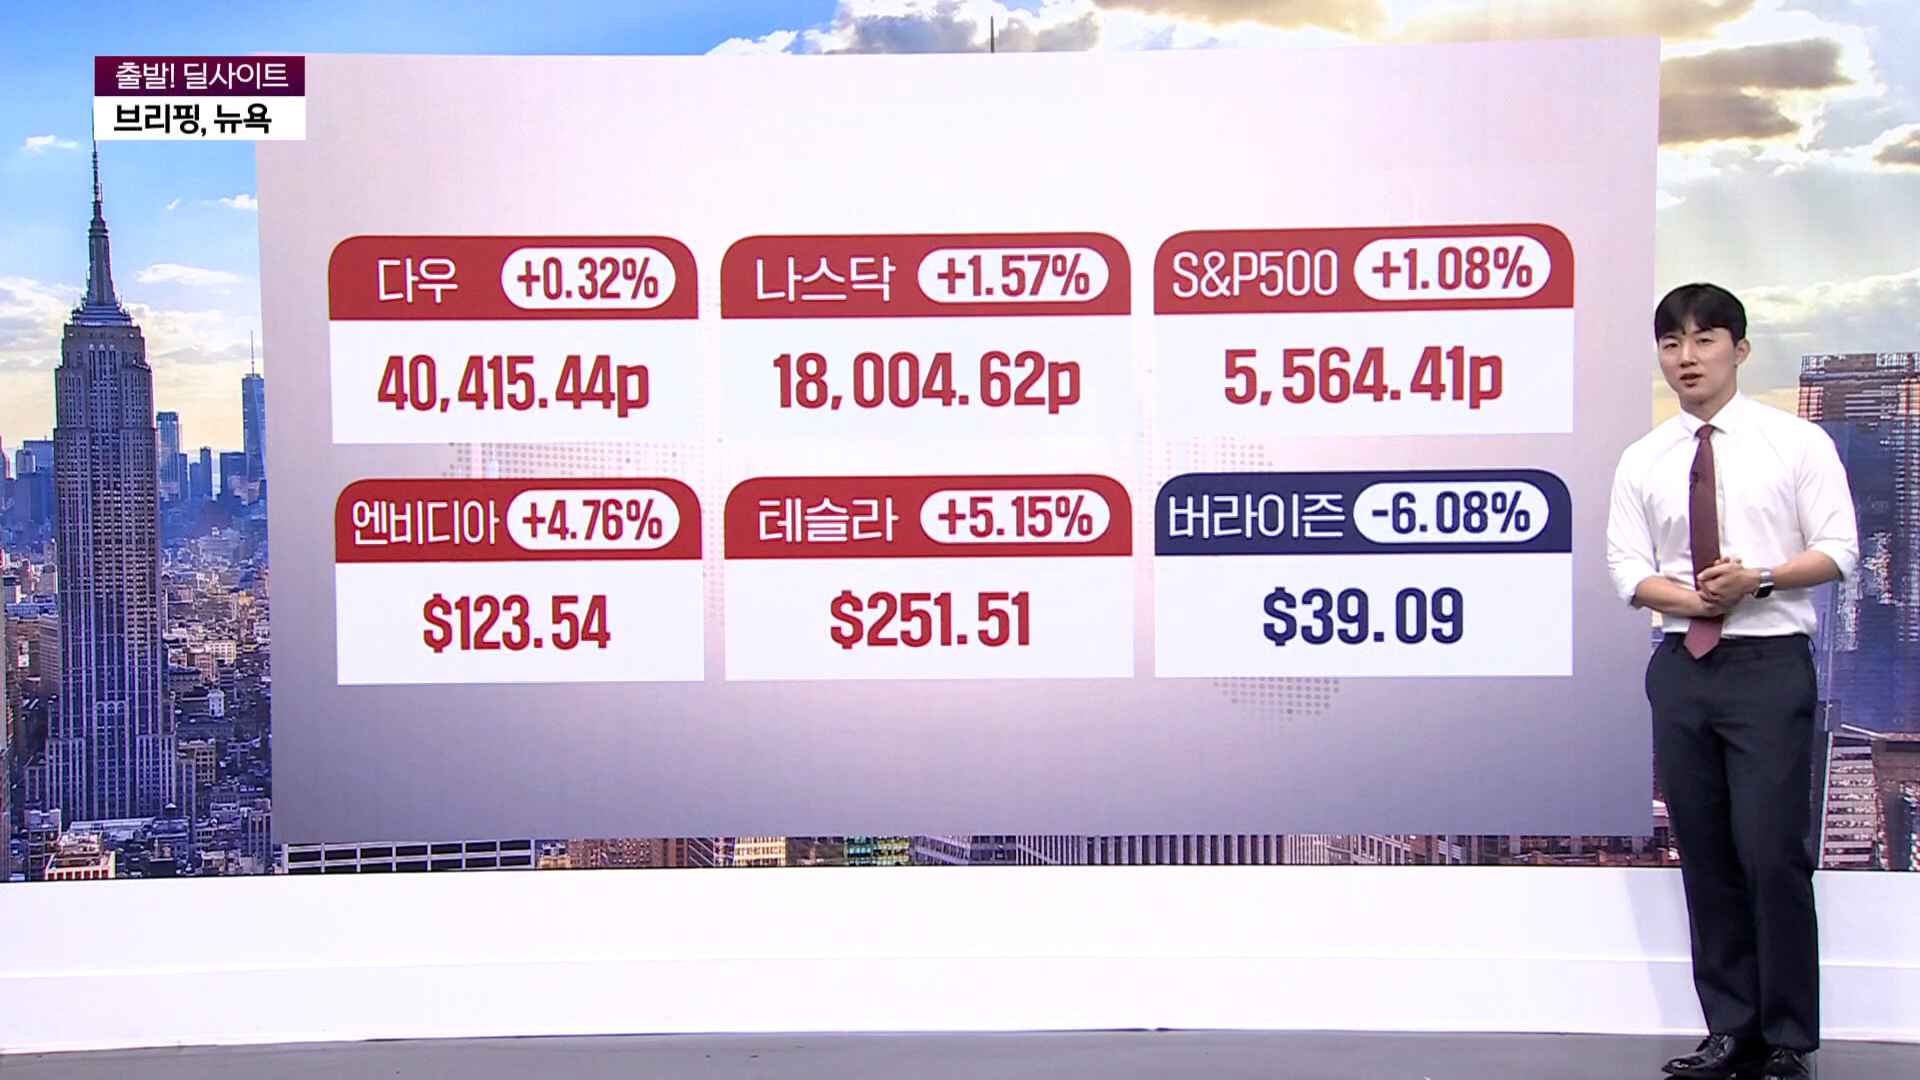 출발! 딜사이트
브리핑, 뉴욕
다우 +0.32%
40,415.44p
나스닥 +1.57%
18,004.62p
S&P500 +1.08%
5,564.41p
엔비디아 +4.76%
$123.54
테슬라 +5.15%
$251.51
버라이즌 -6.08%
$39.09